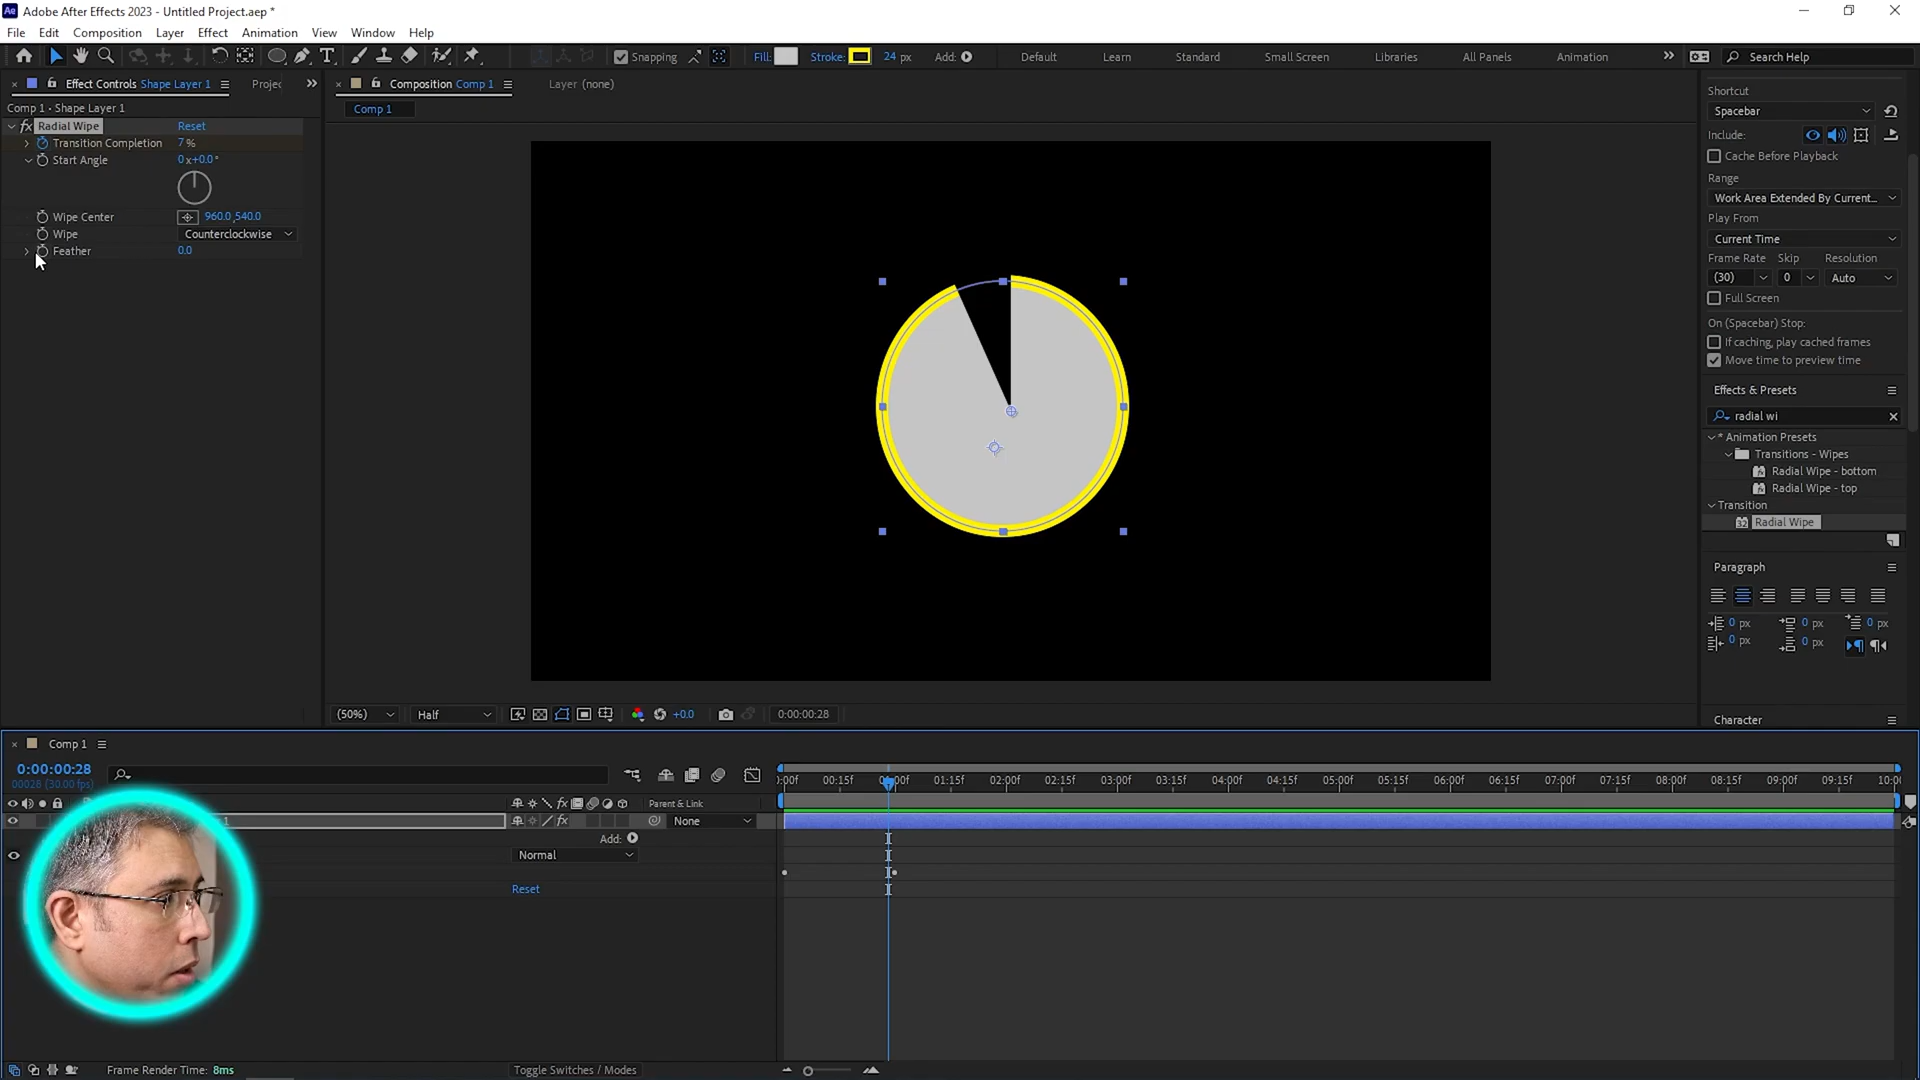 Ae Adobe After Effects 2023 - Untitled Project.aep *
File Edit Composition Layer Effect Animation View Window Help
Snapping Fill: Stroke: 24 px Add: Default Learn Standard Small Screen Libraries All Panels Animation Search Help
Effect Controls Shape Layer 1 Projec
Composition Comp 1 Layer (none)
Comp 1 • Shape Layer 1
Comp 1
fx Radial Wipe Reset
Transition Completion 7 %
Start Angle 0 x+0.0°
Wipe Center 960.0,540.0
Wipe Counterclockwise
Feather 0.0
(50%) Half +0.0 0:00:00:28
Shortcut
Spacebar
Include:
Cache Before Playback
Range
Work Area Extended By Current...
Play From
Current Time
Frame Rate Skip Resolution
(30) 0 Auto
Full Screen
On (Spacebar) Stop:
If caching, play cached frames
Move time to preview time
Effects & Presets
radial wi
* Animation Presets
Transitions - Wipes
Radial Wipe - bottom
Radial Wipe - top
Transition
32 Radial Wipe
Paragraph
0 px 0 px 0 px
0 px 0 px
Character
Comp 1
0:00:00:28
00028 (30.00 fps)
):00f 00:15f 01:00f 01:15f 02:00f 02:15f 03:00f 03:15f 04:00f 04:15f 05:00f 05:15f 06:00f 06:15f 07:00f 07:15f 08:00f 08:15f 09:00f 09:15f 10:0
fx Parent & Link
1 fx None
Add:
Normal
Reset
Frame Render Time: 8ms
Toggle Switches / Modes